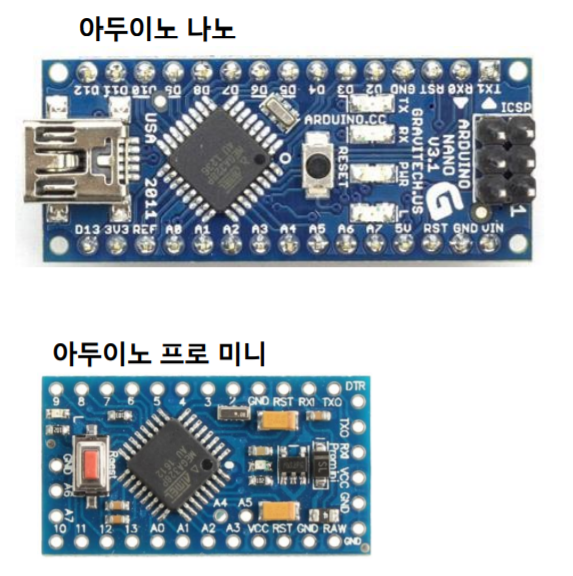 아두이노 나노
D12 D11 D10 D9 D8 D7 D6 D5 D4 D3 D2 GND RST RX0 TX1
USA
2011
TX
RX
PWR
L
ARDUINO.CC
RESET
GRAVITECH.US
ARDUINO
NANO
V3.1
ICSP
1
D13 3V3 REF A0 A1 A2 A3 A4 A5 A6 A7 5V RST GND VIN
아두이노 프로 미니
9 8 7 6 5 4 3 2 GND RST RXI TXO
DTR
TXO
RXI
VCC
GND
GND
L
Reset
GND
A6
A7
Promini
A4 A5
10 11 12 13 A0 A1 A2 A3 VCC RST GND RAW